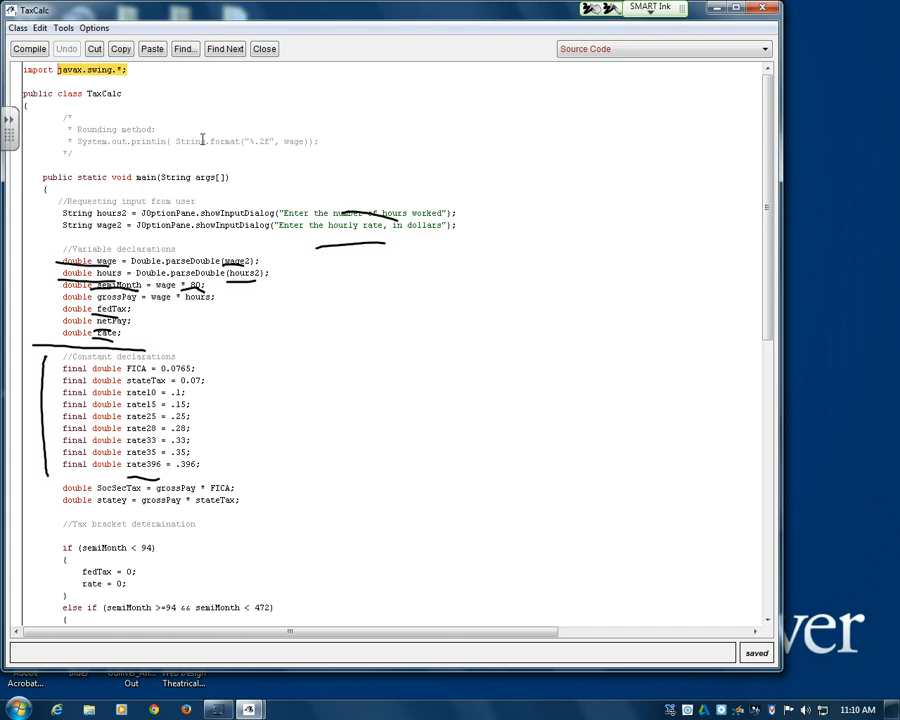 TaxCalc
SMART Ink
Class Edit Tools Options
Compile Undo Cut Copy Paste Find... Find Next Close Source Code
import javax.swing.*;
public class TaxCalc
{
/*
* Rounding method:
* System.out.println( String.format("%.2f", wage));
*/
public static void main(String args[])
{
//Requesting input from user
String hours2 = JOptionPane.showInputDialog("Enter the number of hours worked");
String wage2 = JOptionPane.showInputDialog("Enter the hourly rate, in dollars");
//Variable declarations
double wage = Double.parseDouble(wage2);
double hours = Double.parseDouble(hours2);
double semiMonth = wage * 80;
double grossPay = wage * hours;
double fedTax;
double netPay;
double rate;
//Constant declarations
final double FICA = 0.0765;
final double stateTax = 0.07;
final double rate10 = .1;
final double rate15 = .15;
final double rate25 = .25;
final double rate28 = .28;
final double rate33 = .33;
final double rate35 = .35;
final double rate396 = .396;
double SocSecTax = grossPay * FICA;
double statey = grossPay * stateTax;
//Tax bracket determination
if (semiMonth < 94)
{
fedTax = 0;
rate = 0;
}
else if (semiMonth >=94 && semiMonth < 472)
{
saved
ver
Acrobat...
Out
Theatrical...
11:10 AM